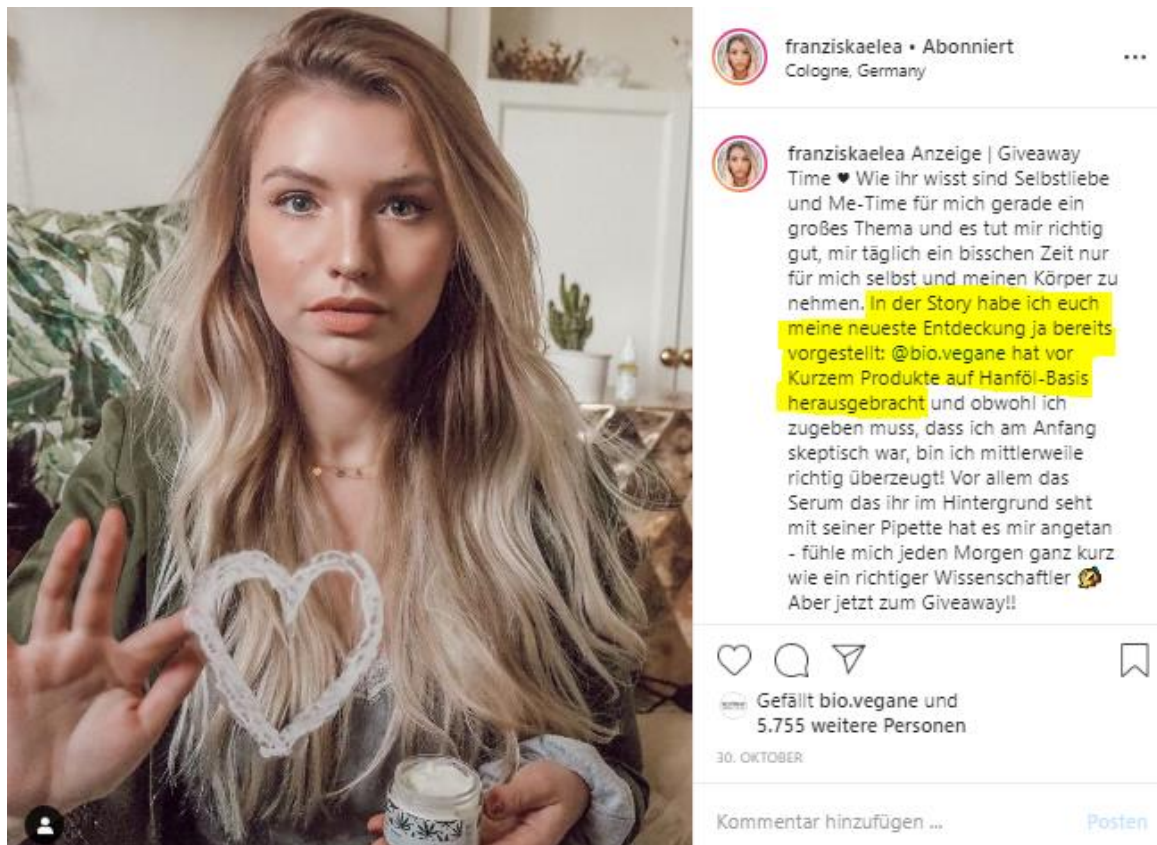 franziskaelea • Abonniert
Cologne, Germany
franziskaelea Anzeige | Giveaway
Time ♥ Wie ihr wisst sind Selbstliebe
und Me-Time für mich gerade ein
großes Thema und es tut mir richtig
gut, mir täglich ein bisschen Zeit nur
für mich selbst und meinen Körper zu
nehmen. In der Story habe ich euch
meine neueste Entdeckung ja bereits
vorgestellt: @bio.vegane hat vor
Kurzem Produkte auf Hanföl-Basis
herausgebracht und obwohl ich
zugeben muss, dass ich am Anfang
skeptisch war, bin ich mittlerweile
richtig überzeugt! Vor allem das
Serum das ihr im Hintergrund seht
mit seiner Pipette hat es mir angetan
- fühle mich jeden Morgen ganz kurz
wie ein richtiger Wissenschaftler
Aber jetzt zum Giveaway!!
Gefällt bio.vegane und
5.755 weitere Personen
30. OKTOBER
Kommentar hinzufügen ...
Posten